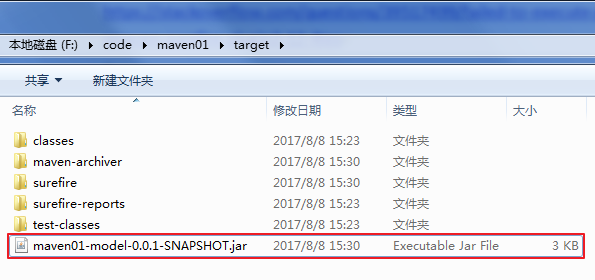 本地磁盘 (F:) ▸ code ▸ maven01 ▸ target ▸
共享 ▾ 新建文件夹
名称 修改日期 类型 大小
classes 2017/8/8 15:23 文件夹
maven-archiver 2017/8/8 15:30 文件夹
surefire 2017/8/8 15:30 文件夹
surefire-reports 2017/8/8 15:23 文件夹
test-classes 2017/8/8 15:23 文件夹
maven01-model-0.0.1-SNAPSHOT.jar 2017/8/8 15:30 Executable Jar File 3 KB